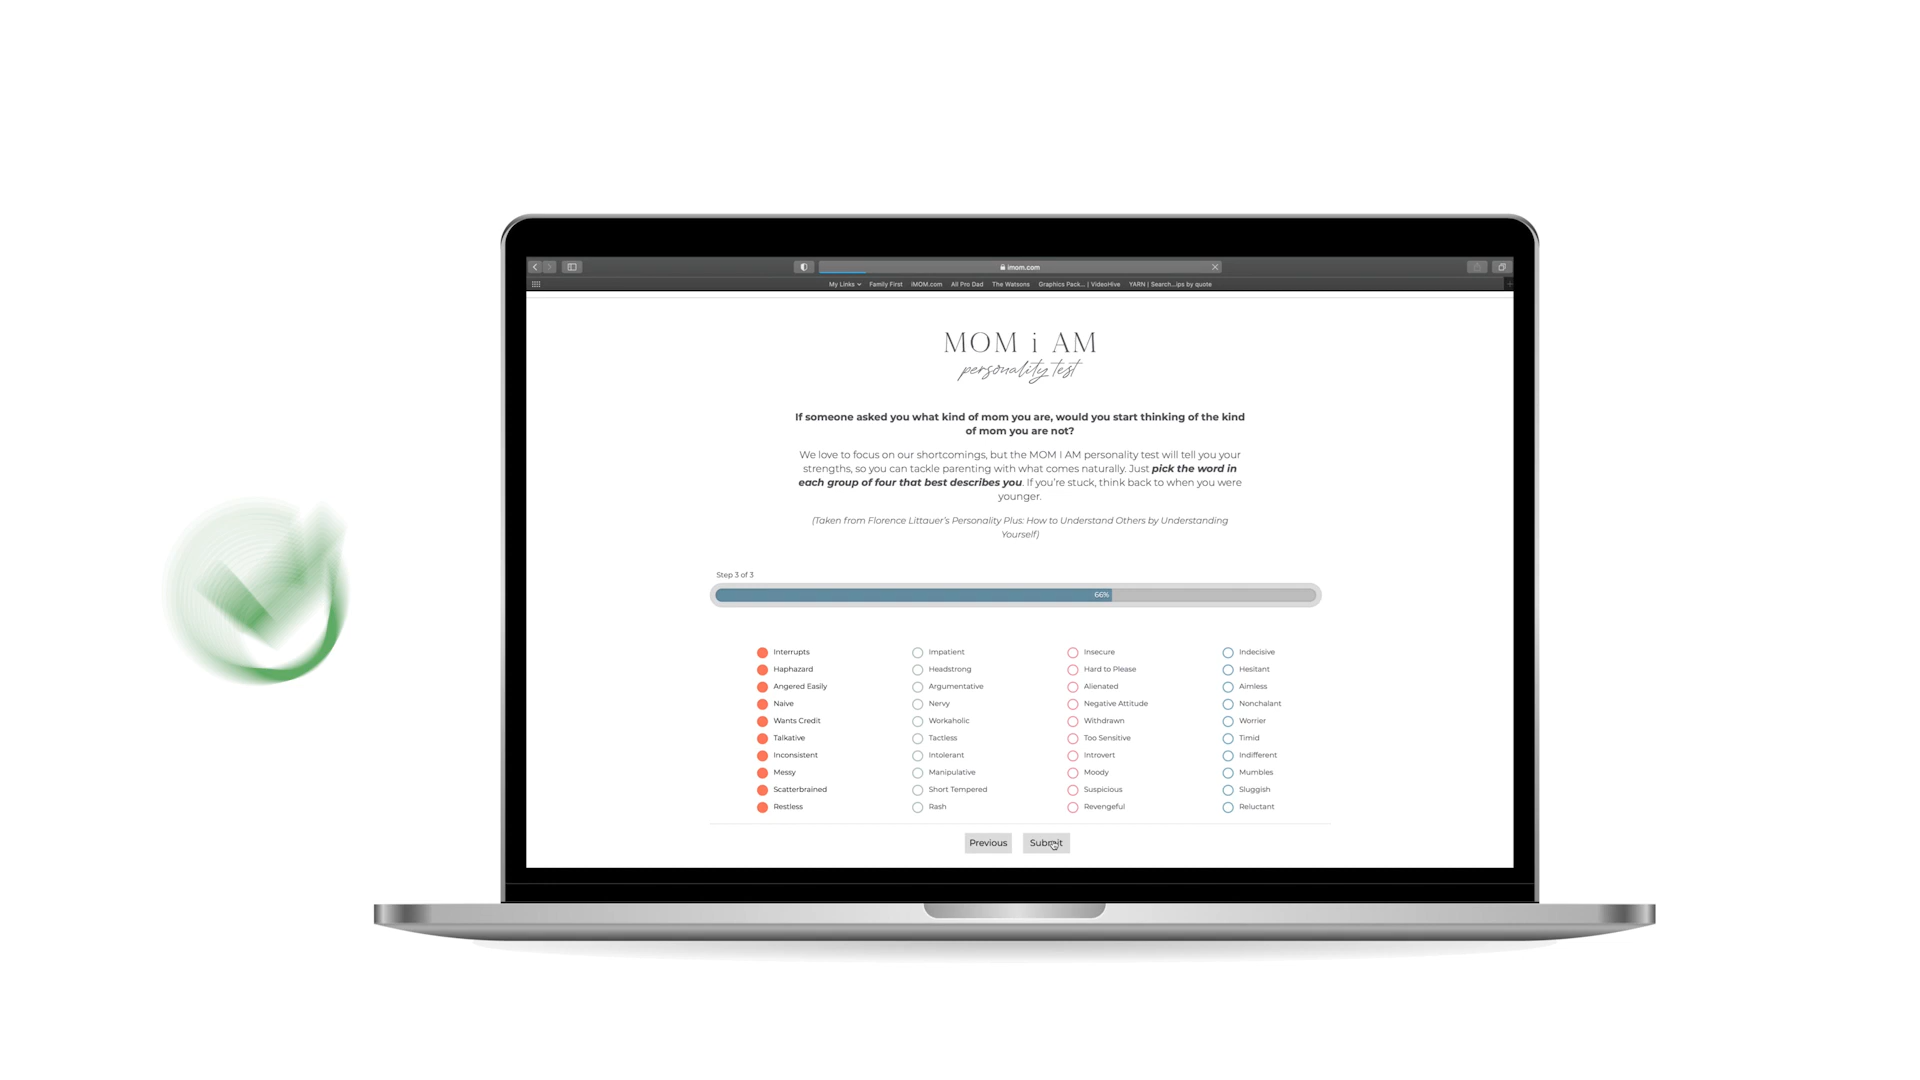 imom.com
My Links Family First iMOM.com All Pro Dad The Watsons Graphics Pack... | VideoHive YARN | Search...ips by quote
MOM i AM
personality test
If someone asked you what kind of mom you are, would you start thinking of the kind
of mom you are not?
We love to focus on our shortcomings, but the MOM I AM personality test will tell you your
strengths, so you can tackle parenting with what comes naturally. Just pick the word in
each group of four that best describes you. If you're stuck, think back to when you were
younger.
(Taken from Florence Littauer's Personality Plus: How to Understand Others by Understanding
Yourself)
Step 3 of 3
66%
Interrupts Impatient Insecure Indecisive
Haphazard Headstrong Hard to Please Hesitant
Angered Easily Argumentative Alienated Aimless
Naive Nervy Negative Attitude Nonchalant
Wants Credit Workaholic Withdrawn Worrier
Talkative Tactless Too Sensitive Timid
Inconsistent Intolerant Introvert Indifferent
Messy Manipulative Moody Mumbles
Scatterbrained Short Tempered Suspicious Sluggish
Restless Rash Revengeful Reluctant
Previous Submit